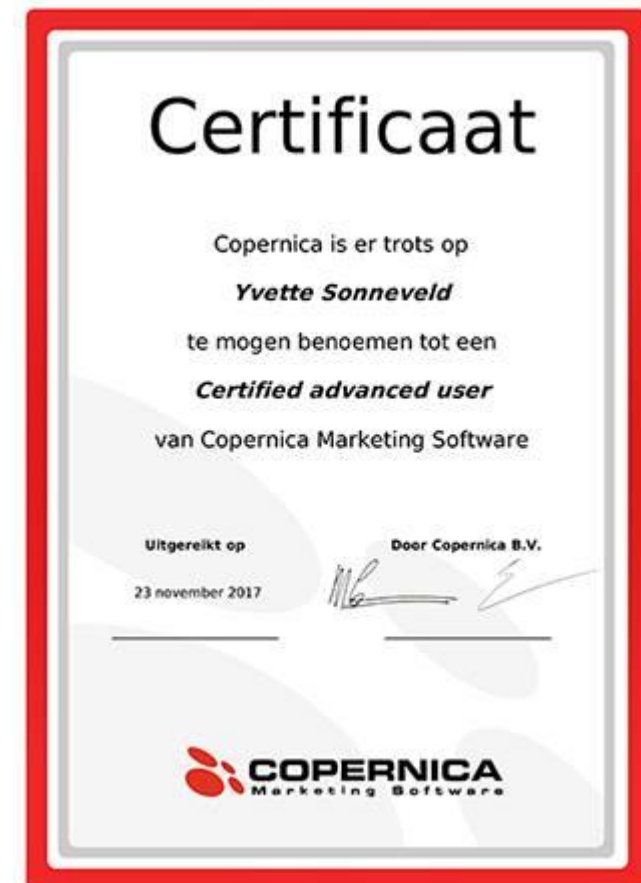 Certificaat
Copernica is er trots op
Yvette Sonneveld
te mogen benoemen tot een
Certified advanced user
van Copernica Marketing Software
Uitgereikt op
Door Copernica B.V.
23 november 2017
COPERNICA
Marketing Software